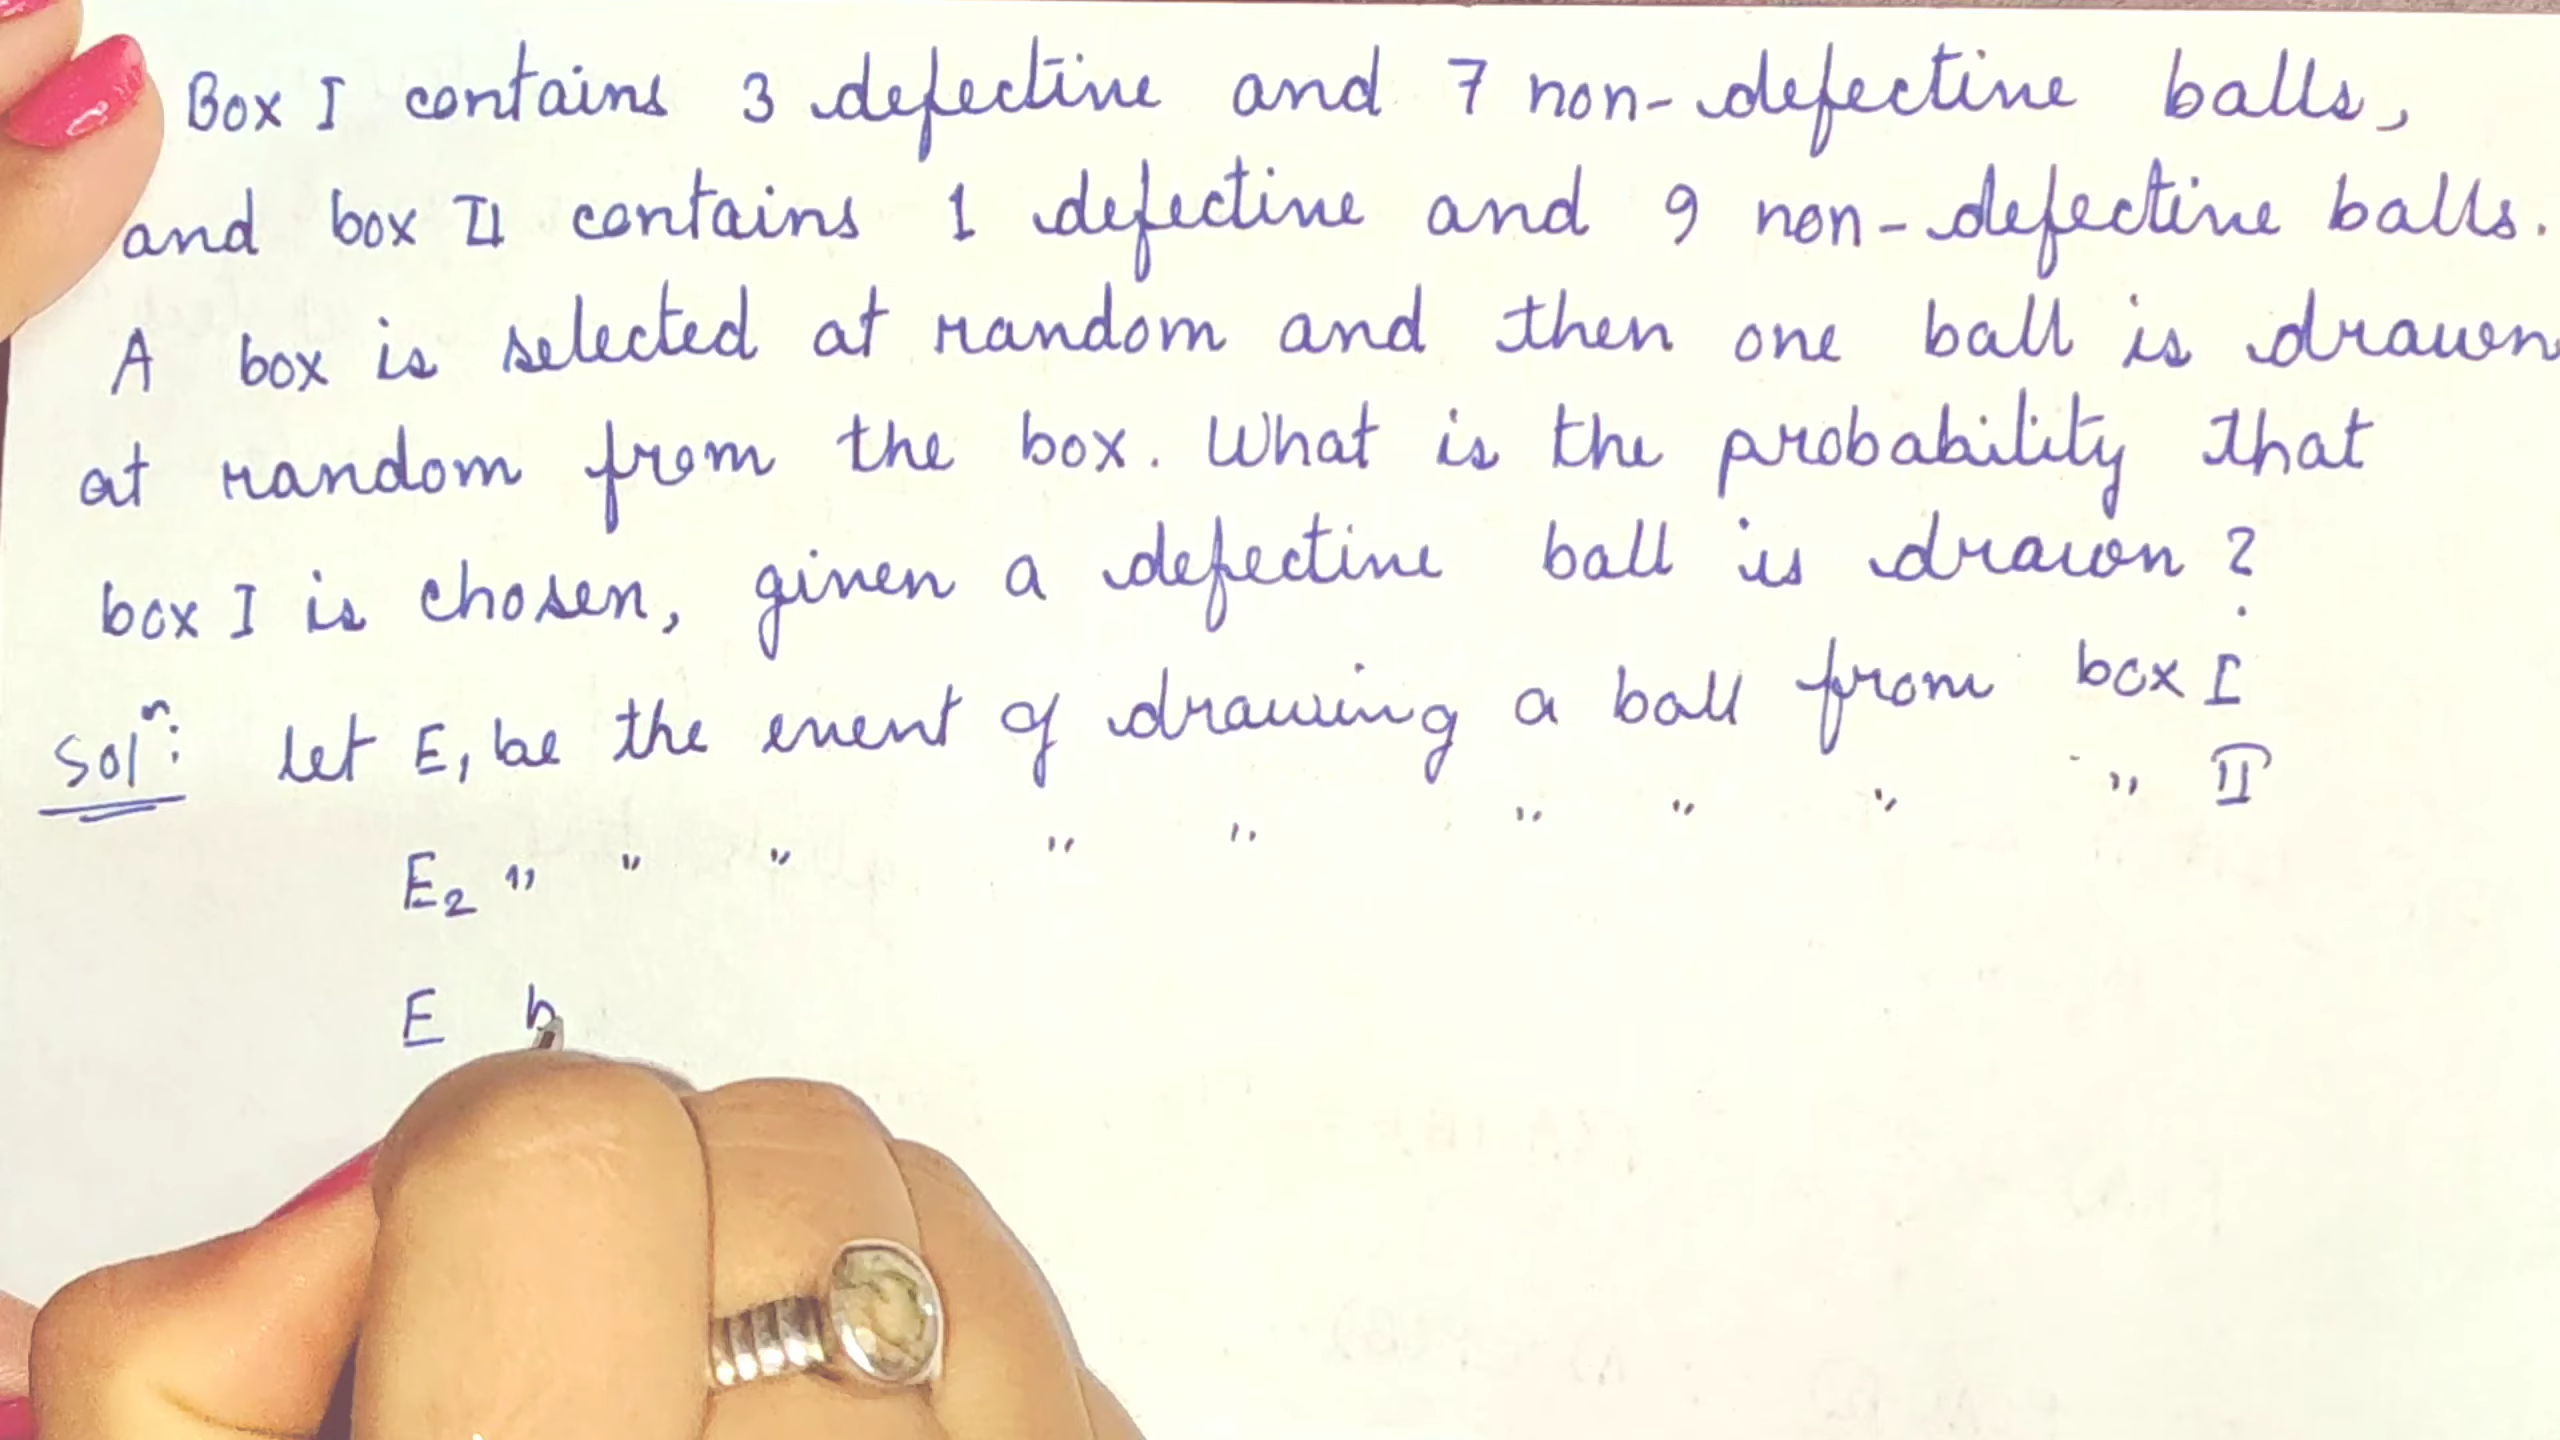 Box I contains 3 defective and 7 non-defective balls,
and box II contains 1 defective and 9 non-defective balls.
A box is selected at random and then one ball is drawn
at random from the box. What is the probability that
box I is chosen, given a defective ball is drawn ?
Solⁿ: let E₁ be the event of drawing a ball from box I
E₂ " " " " " " " " " II
E b